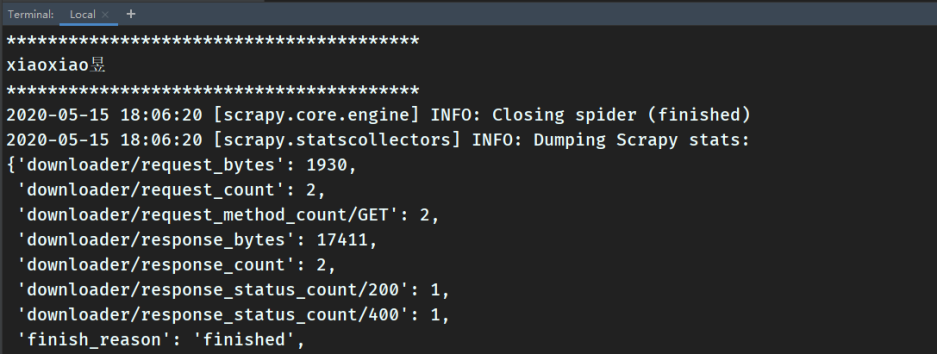 Terminal: Local × +
****************************************
xiaoxiao昱
****************************************
2020-05-15 18:06:20 [scrapy.core.engine] INFO: Closing spider (finished)
2020-05-15 18:06:20 [scrapy.statscollectors] INFO: Dumping Scrapy stats:
{'downloader/request_bytes': 1930,
 'downloader/request_count': 2,
 'downloader/request_method_count/GET': 2,
 'downloader/response_bytes': 17411,
 'downloader/response_count': 2,
 'downloader/response_status_count/200': 1,
 'downloader/response_status_count/400': 1,
 'finish_reason': 'finished',